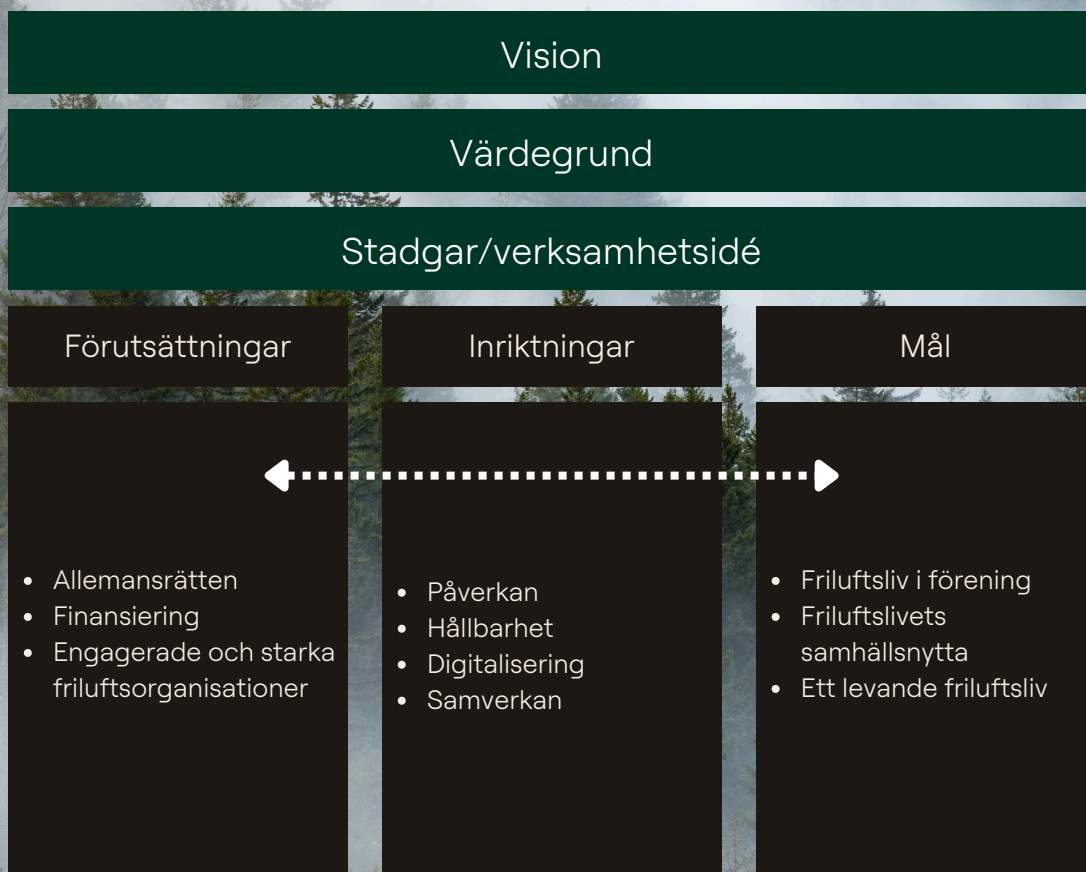 Vision
Värdegrund
Stadgar/verksamhetsidé
Förutsättningar
Inriktningar
Mål
• Allemansrätten
• Finansiering
• Engagerade och starka
friluftsorganisationer
• Påverkan
• Hållbarhet
• Digitalisering
• Samverkan
• Friluftsliv i förening
• Friluftslivets
samhällsnytta
• Ett levande friluftsliv